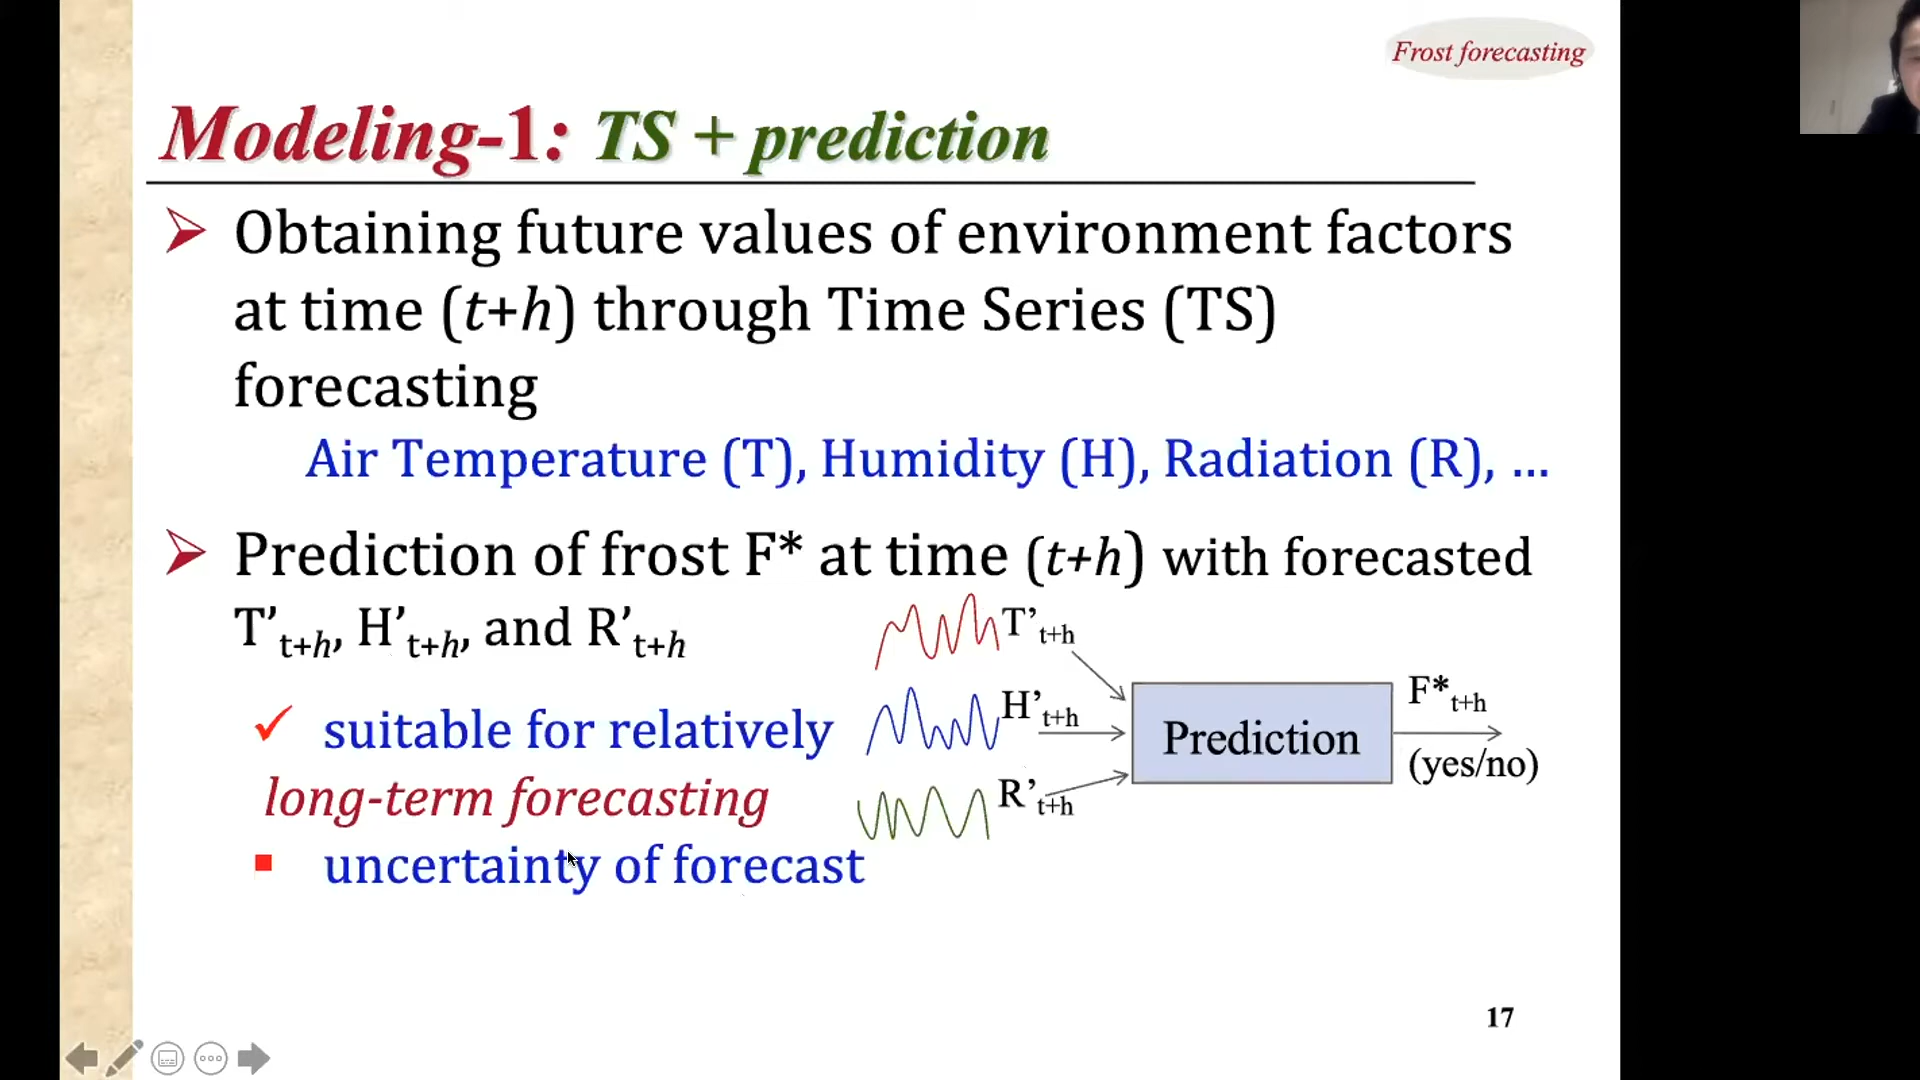 Frost forecasting
Modeling-1: TS + prediction
Obtaining future values of environment factors
at time (t+h) through Time Series (TS)
forecasting
Air Temperature (T), Humidity (H), Radiation (R), ...
Prediction of frost F* at time (t+h) with forecasted
T’t+h, H’t+h, and R’t+h
suitable for relatively
long-term forecasting
uncertainty of forecast
T’t+h
H’t+h
R’t+h
Prediction
F*t+h
(yes/no)
17